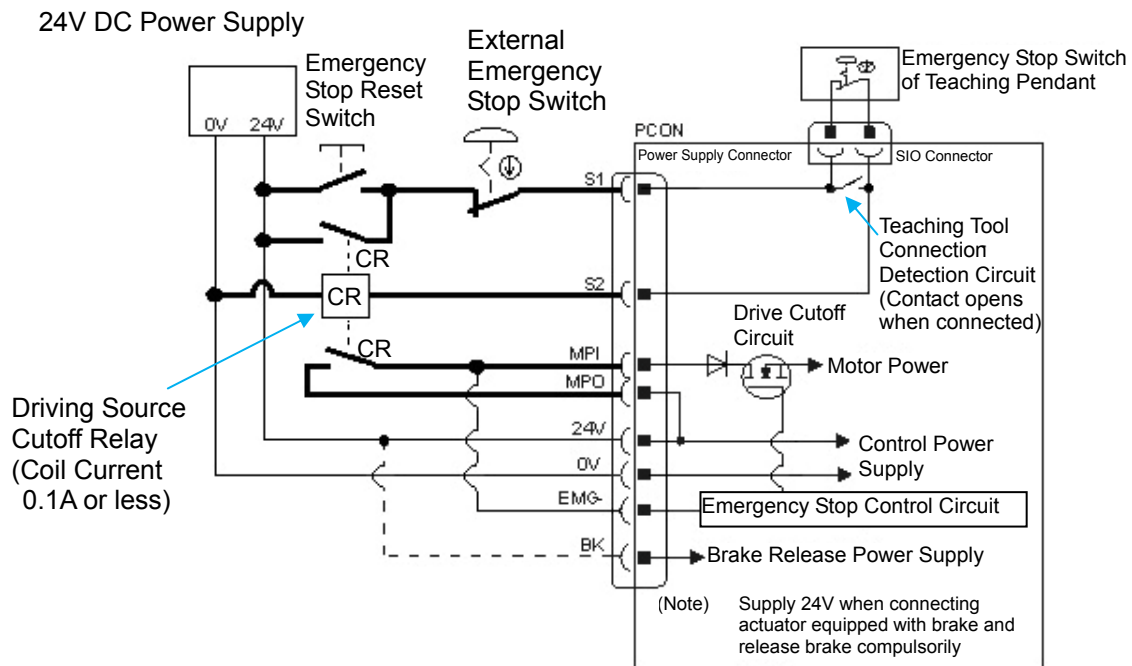 24V DC Power Supply
0V 24V
Emergency
Stop Reset
Switch
External
Emergency
Stop Switch
Emergency Stop Switch
of Teaching Pendant
PCON
Power Supply Connector
SIO Connector
S1
CR
CR
S2
CR
Teaching Tool
Connection
Detection Circuit
(Contact opens
when connected)
Drive Cutoff
Circuit
MPI
Motor Power
MPO
Driving Source
Cutoff Relay
(Coil Current
0.1A or less)
24V
Control Power
Supply
0V
EMG-
Emergency Stop Control Circuit
BK
Brake Release Power Supply
(Note) Supply 24V when connecting
actuator equipped with brake and
release brake compulsorily